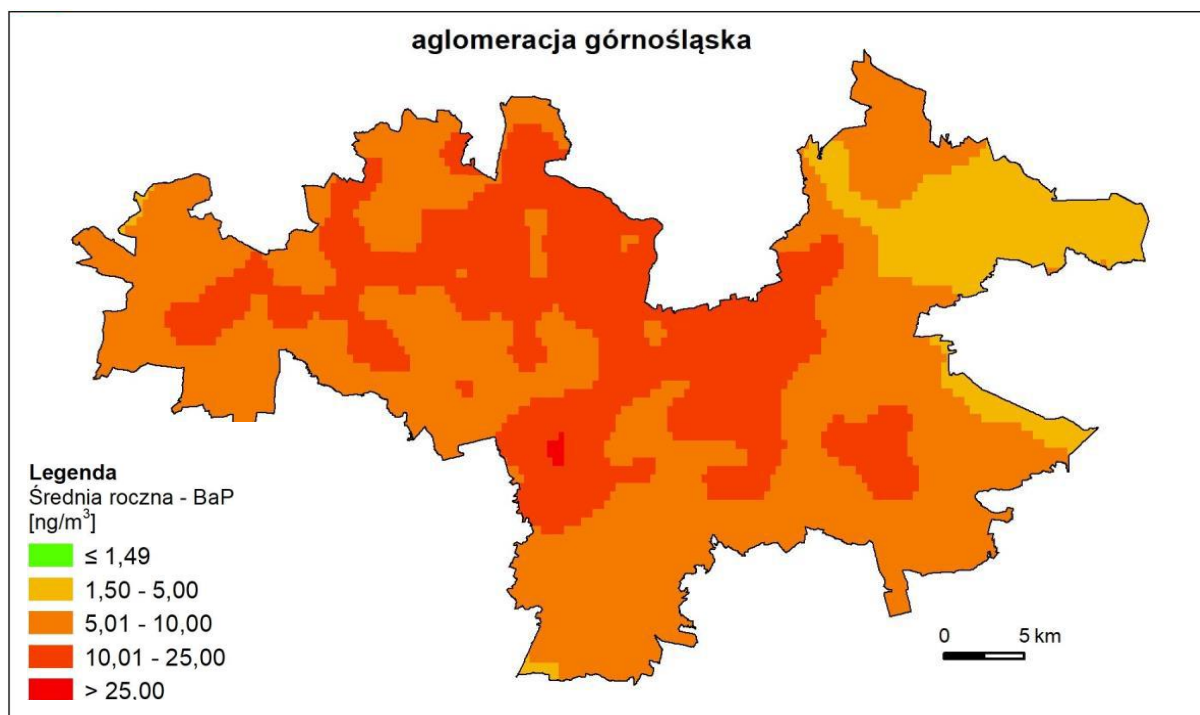 aglomeracja górnośląska
Legenda
Średnia roczna - BaP
[ng/m³]
≤ 1,49
1,50 - 5,00
5,01 - 10,00
10,01 - 25,00
> 25,00
0 5 km